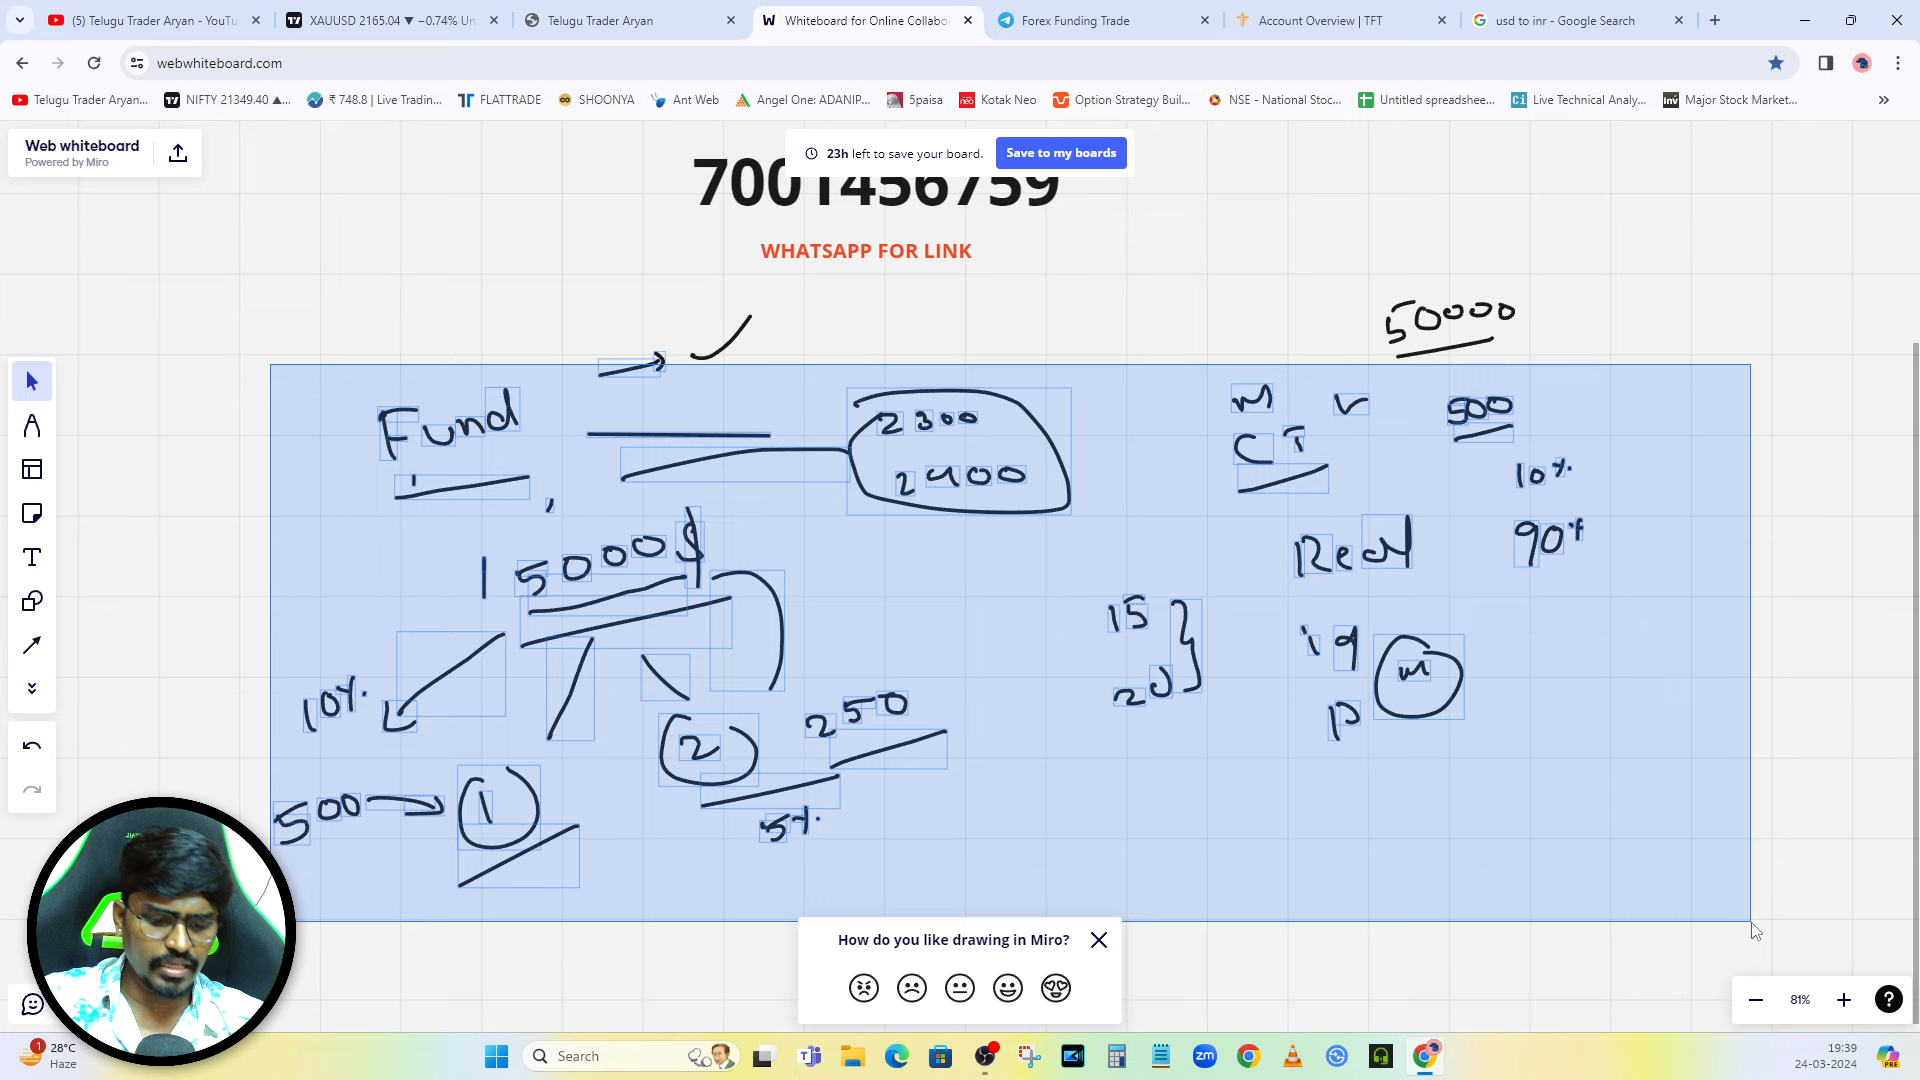 (5) Telugu Trader Aryan - YouTu
XAUUSD 2165.04 ▼ −0.74% Un
Telugu Trader Aryan
Whiteboard for Online Collabo
Forex Funding Trade
Account Overview | TFT
usd to inr - Google Search
webwhiteboard.com
Telugu Trader Aryan...
NIFTY 21349.40 ▲...
₹ 748.8 | Live Tradin...
FLATTRADE
SHOONYA
Ant Web
Angel One: ADANIP...
5paisa
Kotak Neo
Option Strategy Buil...
NSE - National Stoc...
Untitled spreadshee...
Live Technical Analy...
Major Stock Market...
Web whiteboard
Powered by Miro
23h left to save your board.
Save to my boards
7001456759
WHATSAPP FOR LINK
50000
Fund
2300
2400
M
V
500
C T
10%
15000$
Real
90%
15
20
m
P
10%
2
250
500
1
5%
How do you like drawing in Miro?
81%
1
28°C
Haze
Search
zm
19:39
24-03-2024
PRE